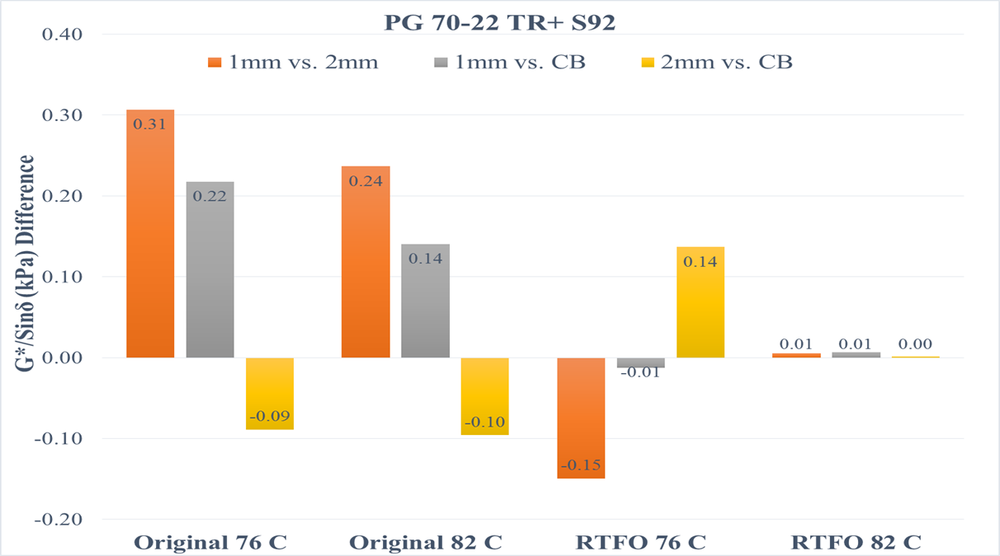 PG 70-22 TR+ S92
1mm vs. 2mm 1mm vs. CB 2mm vs. CB
G*/Sinδ (kPa) Difference
0.40
0.30
0.20
0.10
0.00
-0.10
-0.20
0.31 0.22 -0.09
0.24 0.14 -0.10
-0.15 -0.01 0.14
0.01 0.01 0.00
Original 76 C Original 82 C RTFO 76 C RTFO 82 C